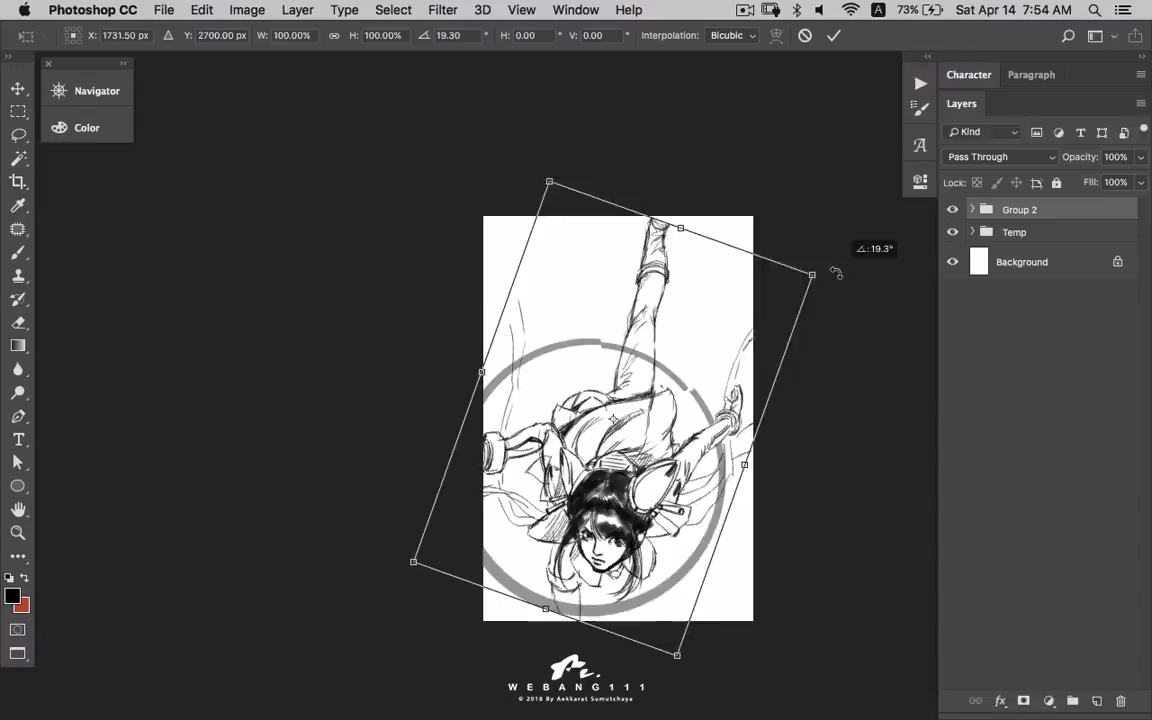 Photoshop CC File Edit Image Layer Type Select Filter 3D View Window Help A 73% Sat Apr 14 7:54 AM
X: 1731.50 px Y: 2700.00 px W: 100.00% H: 100.00% 19.30 ° H: 0.00 ° V: 0.00 ° Interpolation: Bicubic
Navigator
Color
Character Paragraph
Layers
Kind
Pass Through Opacity: 100%
Lock: Fill: 100%
Group 2
Temp
Background
∠: 19.3°
WEBANG111
© 2018 By Aekkarat Sumutchaya